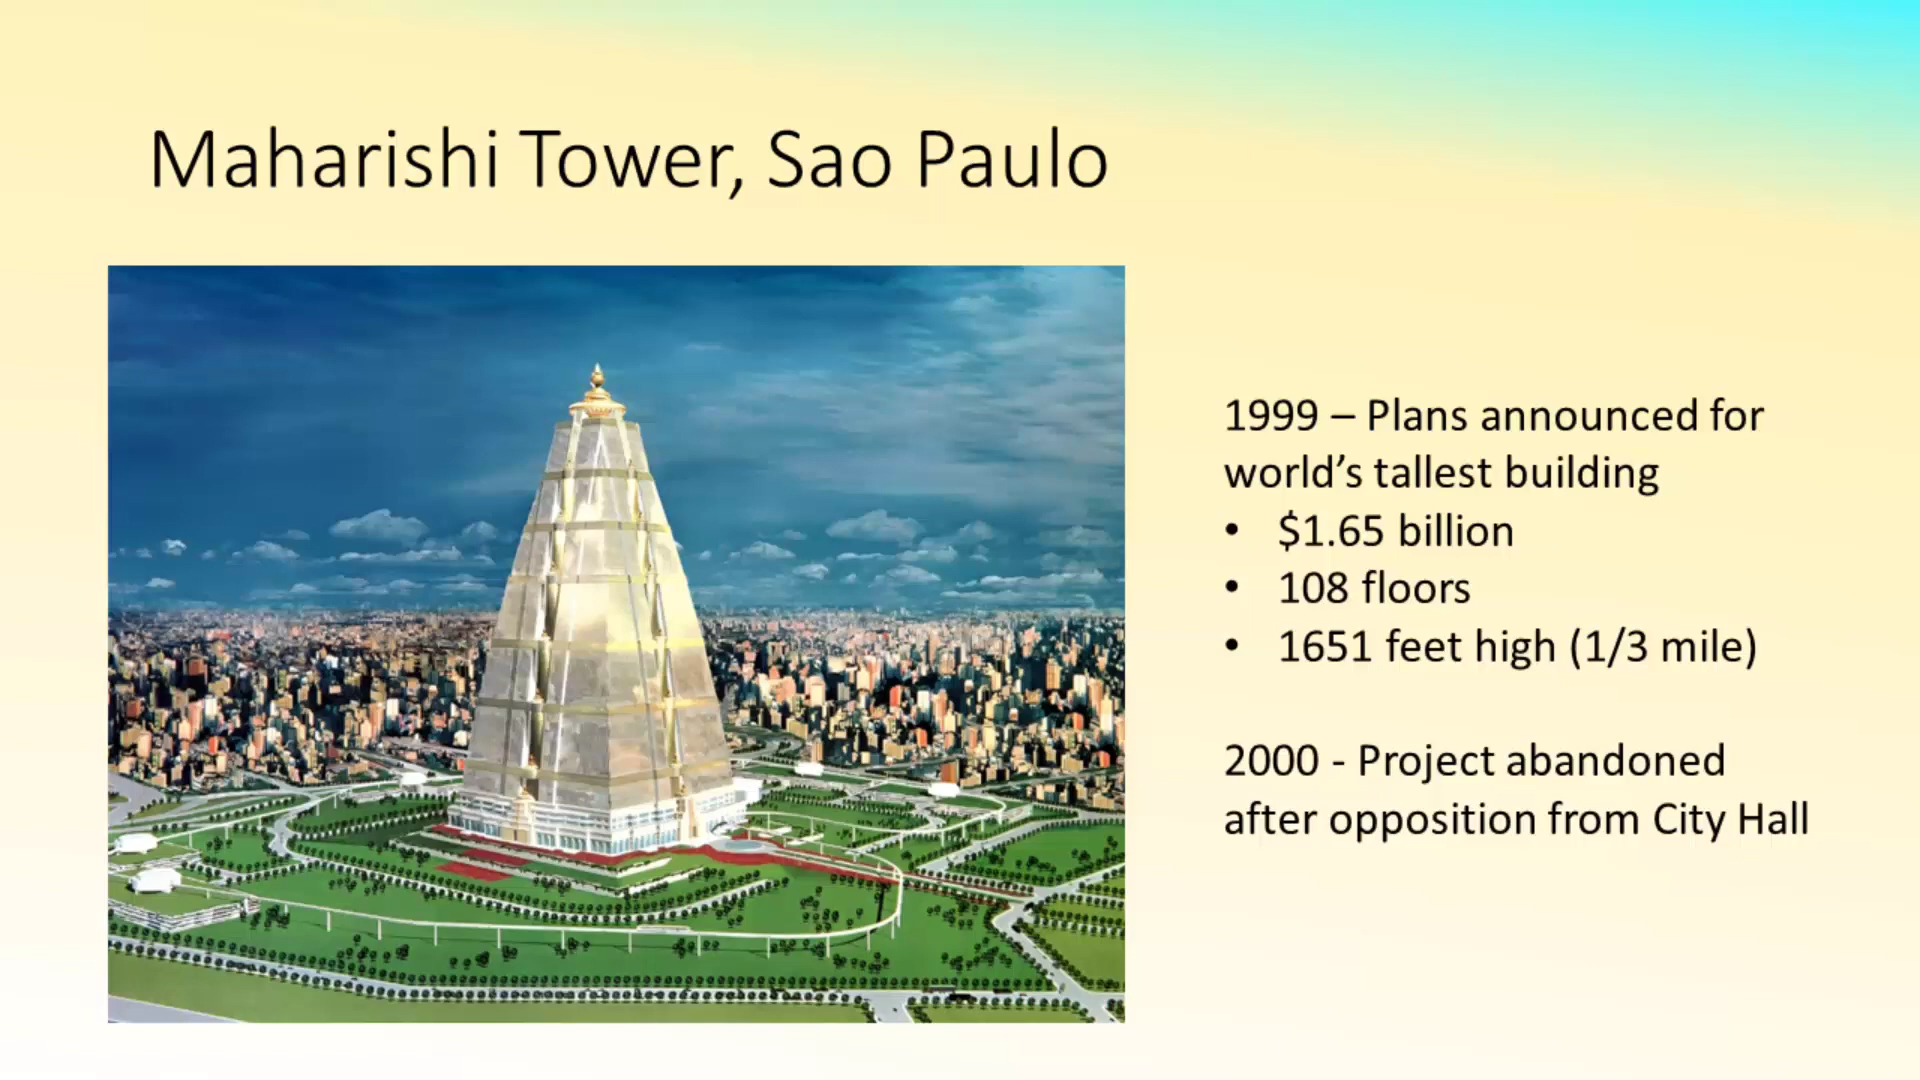 Maharishi Tower, Sao Paulo
1999 – Plans announced for
world’s tallest building
• $1.65 billion
• 108 floors
• 1651 feet high (1/3 mile)
2000 - Project abandoned
after opposition from City Hall